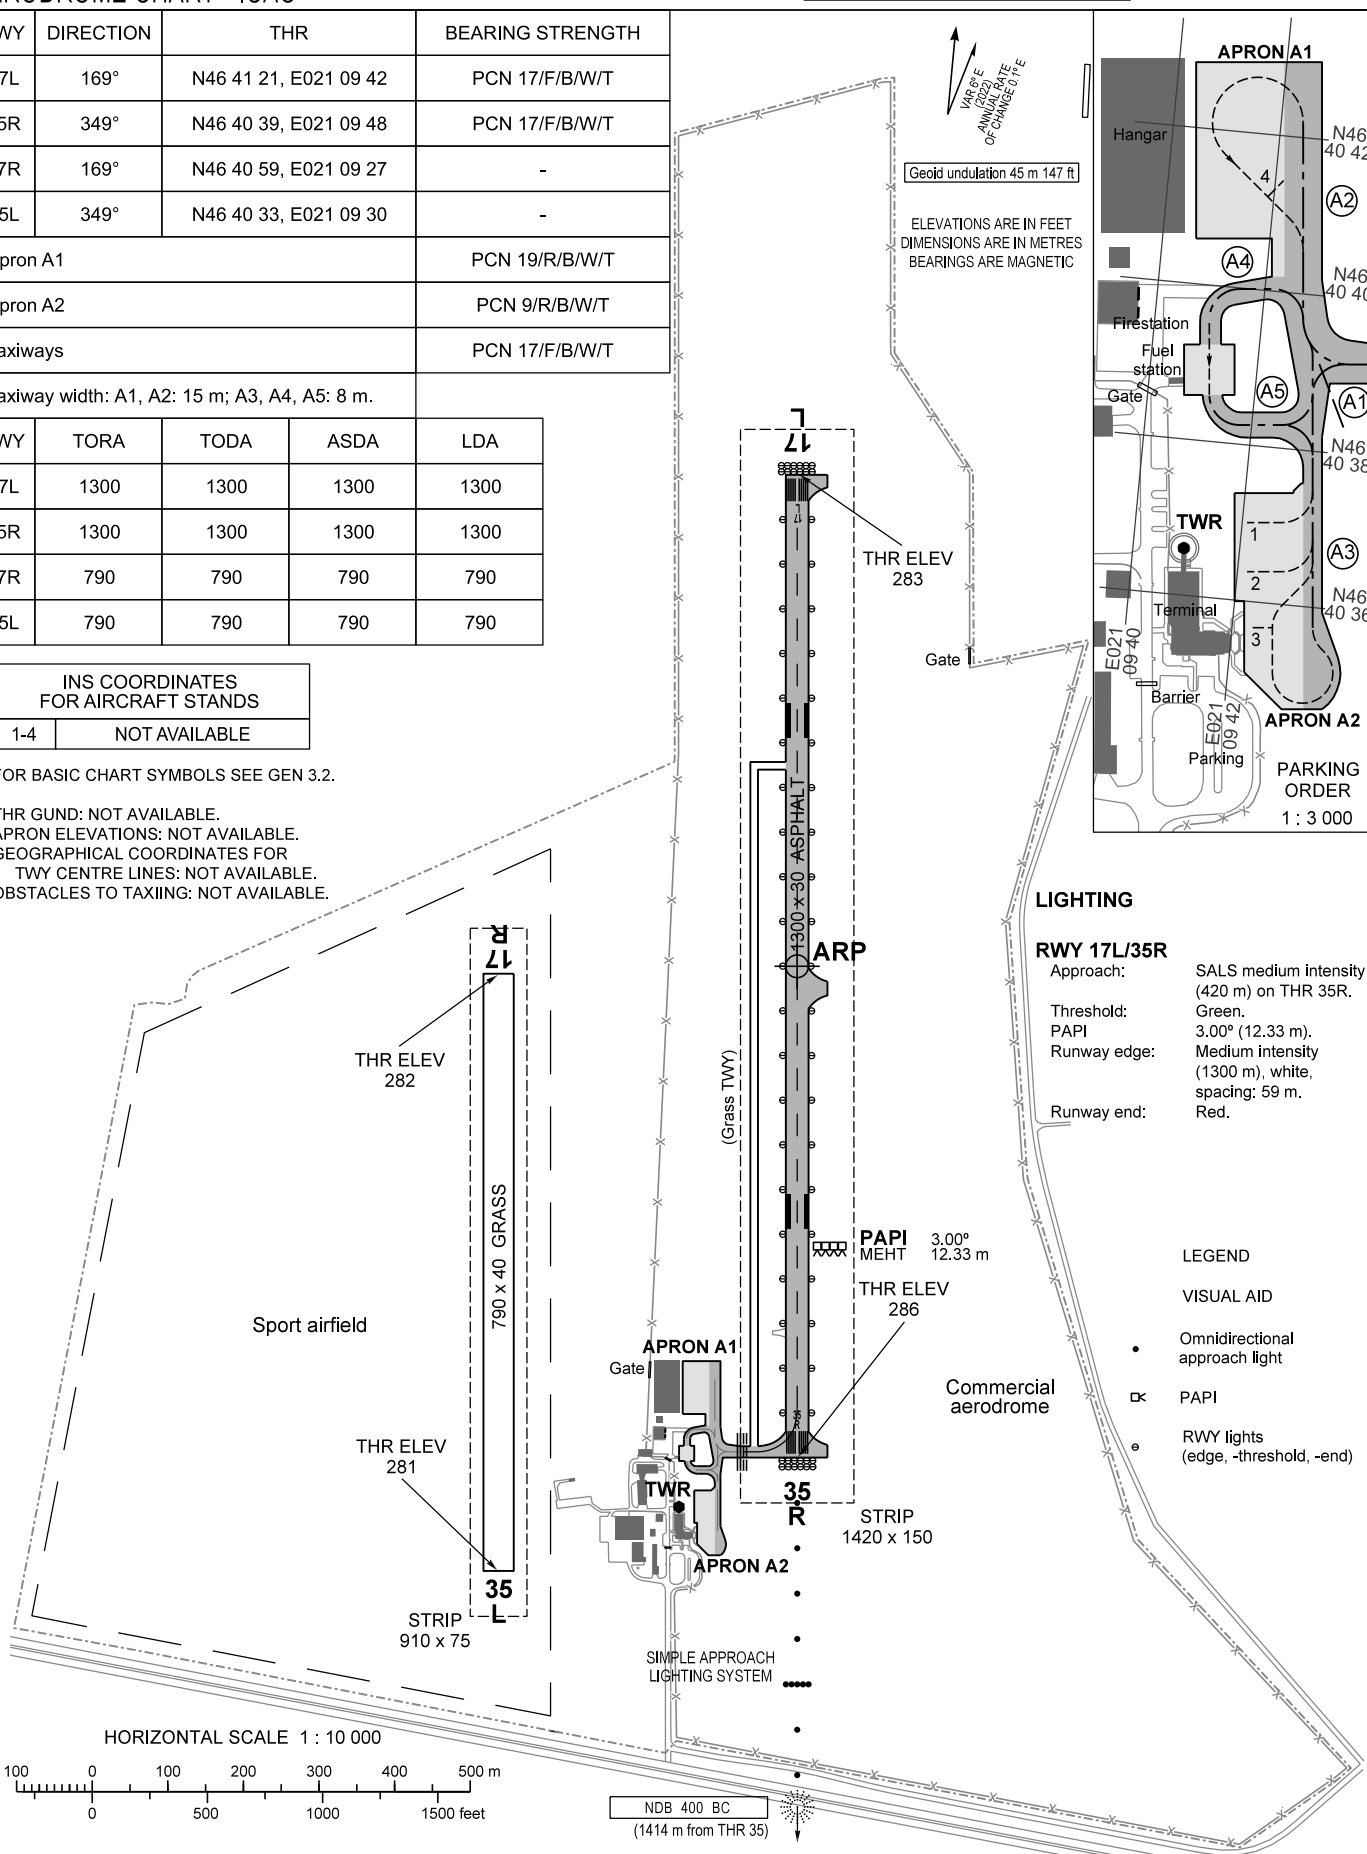 WY DIRECTION THR BEARING STRENGTH
7L 169° N46 41 21, E021 09 42 PCN 17/F/B/W/T
5R 349° N46 40 39, E021 09 48 PCN 17/F/B/W/T
7R 169° N46 40 59, E021 09 27 -
5L 349° N46 40 33, E021 09 30 -
pron A1 PCN 19/R/B/W/T
pron A2 PCN 9/R/B/W/T
axiways PCN 17/F/B/W/T
axiway width: A1, A2: 15 m; A3, A4, A5: 8 m.
WY TORA TODA ASDA LDA
7L 1300 1300 1300 1300
5R 1300 1300 1300 1300
7R 790 790 790 790
5L 790 790 790 790
INS COORDINATES
FOR AIRCRAFT STANDS
1-4 NOT AVAILABLE
FOR BASIC CHART SYMBOLS SEE GEN 3.2.
THR GUND: NOT AVAILABLE.
APRON ELEVATIONS: NOT AVAILABLE.
GEOGRAPHICAL COORDINATES FOR
TWY CENTRE LINES: NOT AVAILABLE.
OBSTACLES TO TAXIING: NOT AVAILABLE.
VAR 6° E
(2022)
ANNUAL RATE
OF CHANGE 0.1° E
Geoid undulation 45 m 147 ft
ELEVATIONS ARE IN FEET
DIMENSIONS ARE IN METRES
BEARINGS ARE MAGNETIC
APRON A1
Hangar
N46
40 42
4
A2
A4
N46
40 40
Firestation
Fuel
station
Gate
A5
A1
N46
40 38
TWR
1
A3
2
N46
40 36
Terminal
3
E021
09 40
Barrier
E021
09 42
APRON A2
Parking
PARKING
ORDER
1 : 3 000
17
L
THR ELEV
283
Gate
1300 x 30 ASPHALT
ARP
(Grass TWY)
17
R
THR ELEV
282
790 x 40 GRASS
Sport airfield
THR ELEV
281
35
L
STRIP
910 x 75
LIGHTING
RWY 17L/35R
Approach: SALS medium intensity
(420 m) on THR 35R.
Threshold: Green.
PAPI 3.00° (12.33 m).
Runway edge: Medium intensity
(1300 m), white,
spacing: 59 m.
Runway end: Red.
PAPI 3.00°
MEHT 12.33 m
THR ELEV
286
LEGEND
VISUAL AID
Omnidirectional
approach light
PAPI
RWY lights
(edge, -threshold, -end)
APRON A1
Gate
Commercial
aerodrome
TWR
35
R
STRIP
1420 x 150
APRON A2
SIMPLE APPROACH
LIGHTING SYSTEM
HORIZONTAL SCALE 1 : 10 000
100 0 100 200 300 400 500 m
0 500 1000 1500 feet
NDB 400 BC
(1414 m from THR 35)